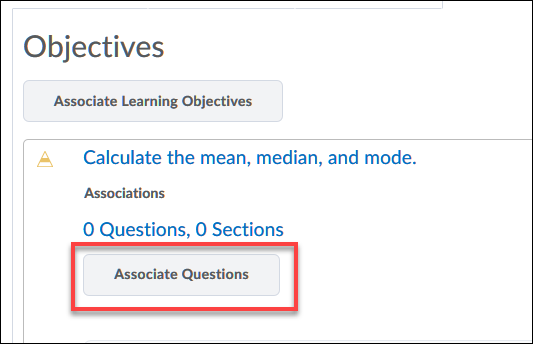 Objectives
Associate Learning Objectives
Calculate the mean, median, and mode.
Associations
0 Questions, 0 Sections
Associate Questions